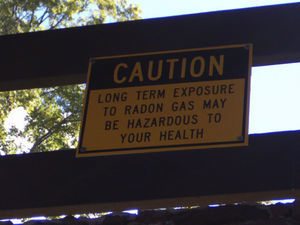 CAUTION
LONG TERM EXPOSURE
TO RADON GAS MAY
BE HAZARDOUS TO
YOUR HEALTH